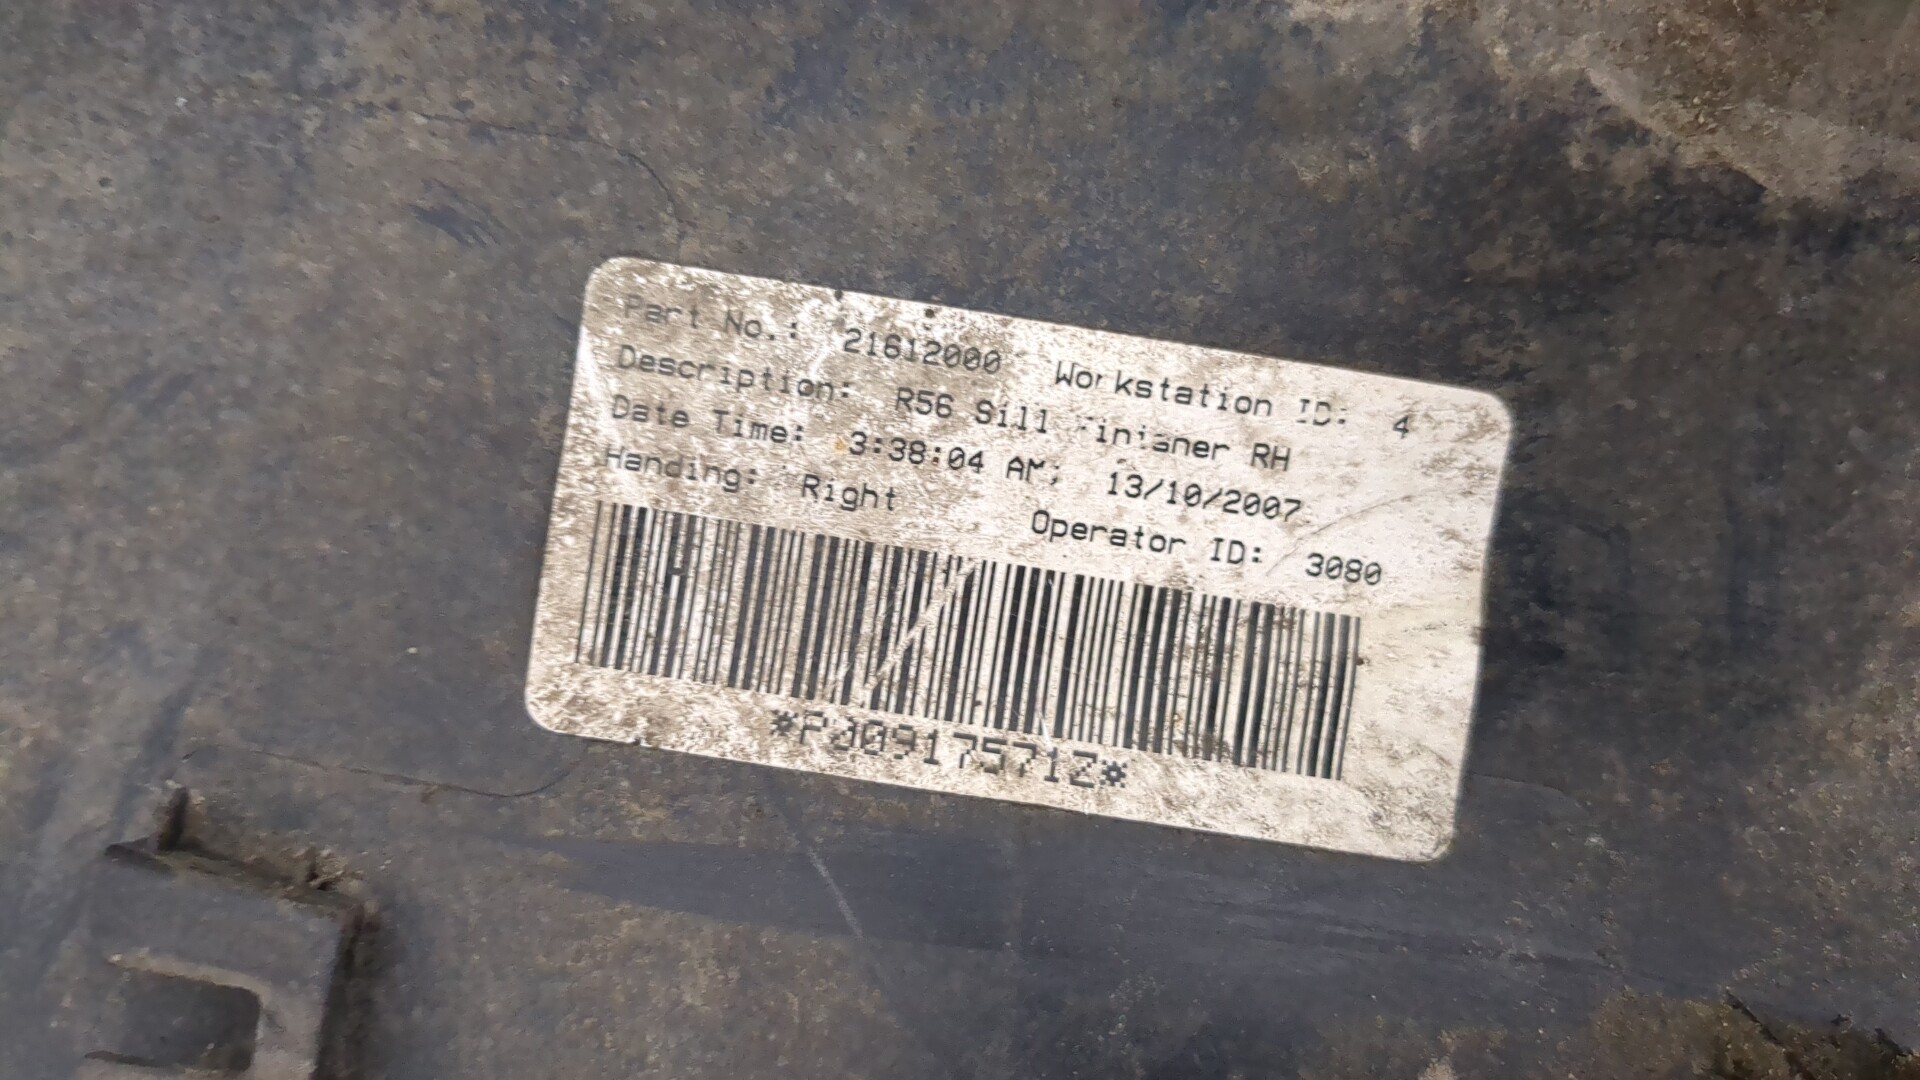 Part No.: 21612000 Workstation ID: 4
Description: R56 Sill Finisher RH
Date Time: 3:38:04 AM; 13/10/2007
Handing: Right Operator ID: 3080
*PJ0917571Z*